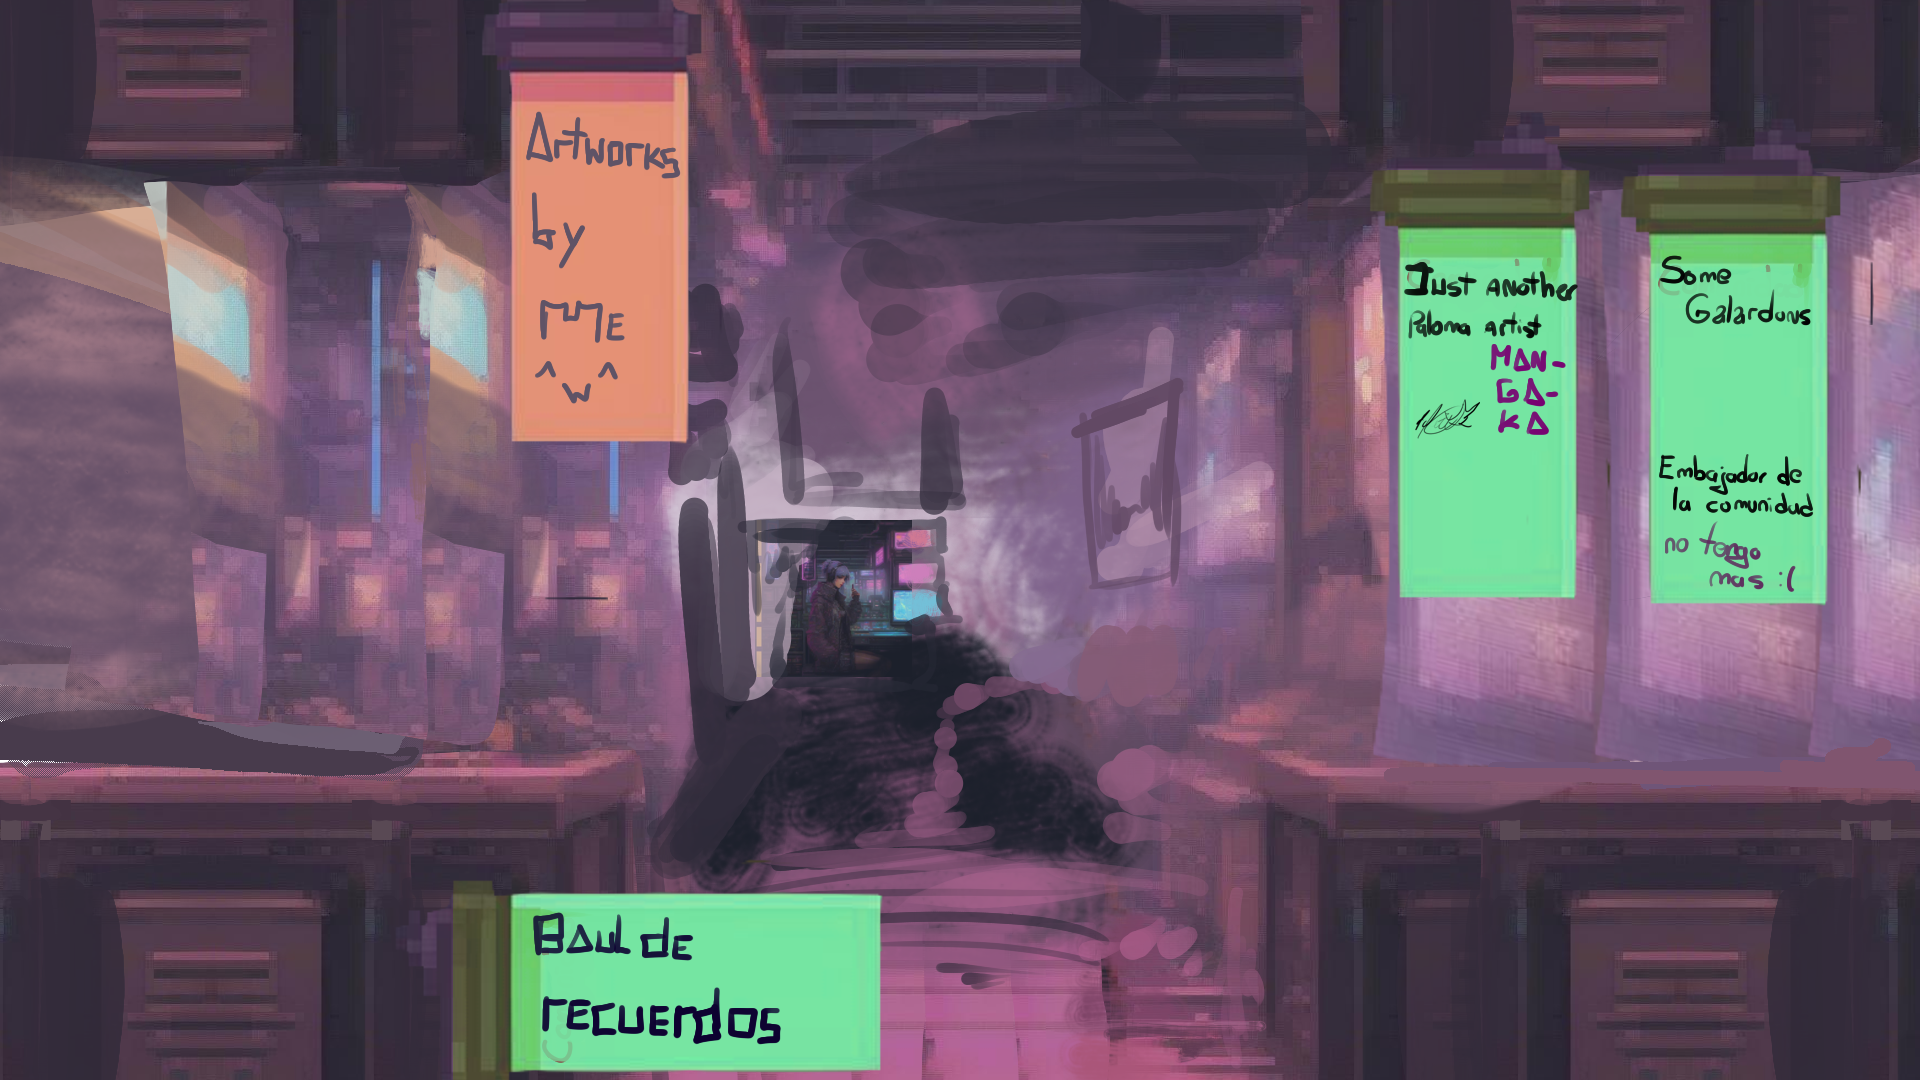 Artworks
by
ME
^w^
Just another
Paloma artist
MAN-
GA-
KA
Some
Galardons
Embajador de
la comunidad
no tengo
mas :(
Baul de
recuerdos